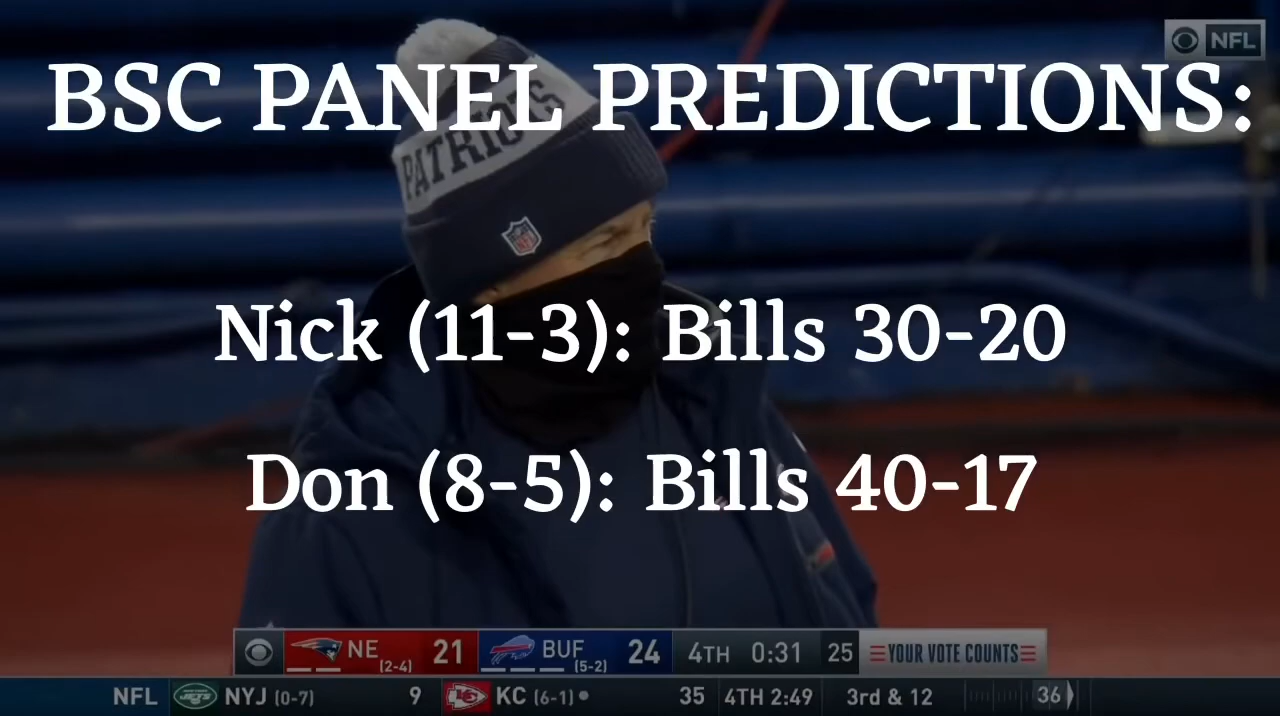 NFL
BSC PANEL PREDICTIONS:
PATRIOTS
NFL
Nick (11-3): Bills 30-20
Don (8-5): Bills 40-17
NE (2-4) 21 BUF (5-2) 24 4TH 0:31 25 YOUR VOTE COUNTS
NFL JETS NYJ (0-7) 9 KC (6-1) 35 4TH 2:49 3rd & 12 36